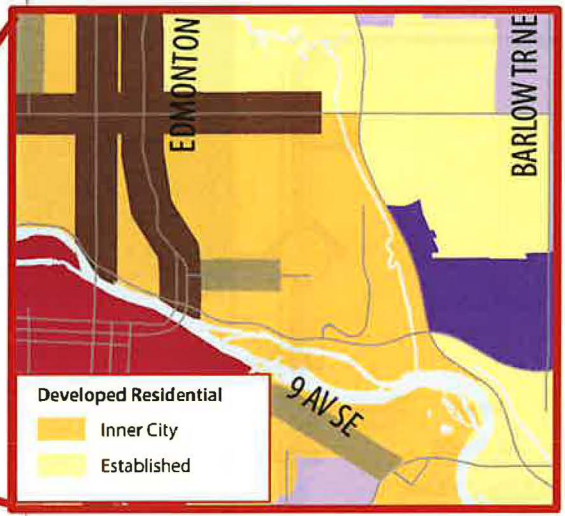 EDMONTON
BARLOW TR NE
9 AV SE
Developed Residential
Inner City
Established